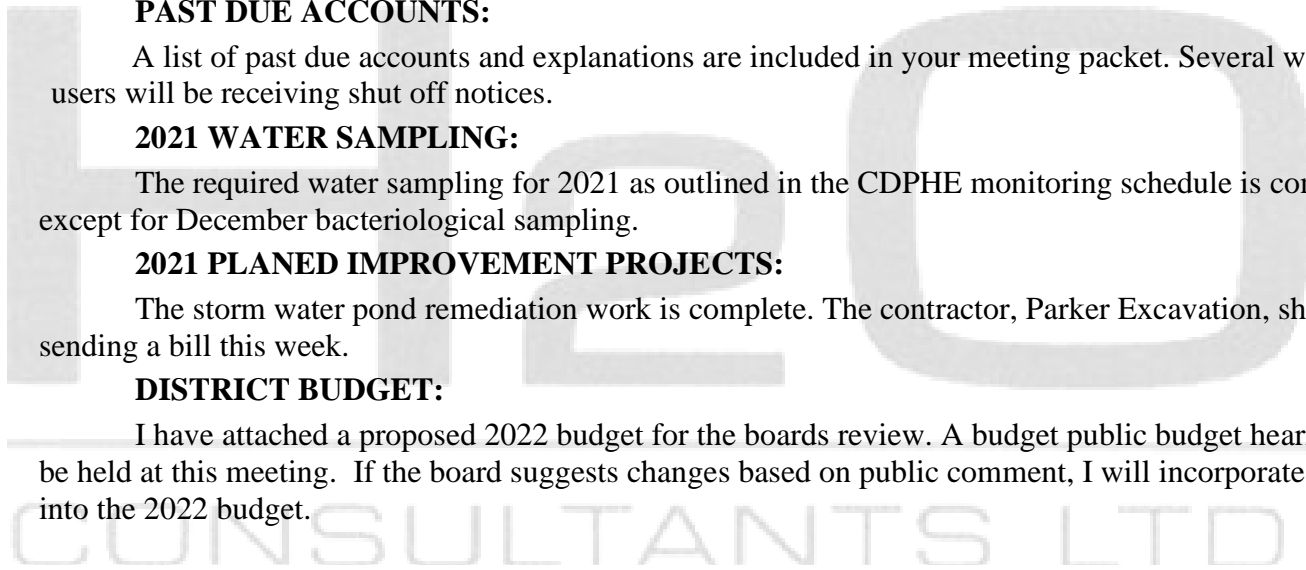 PAST DUE ACCOUNTS:
A list of past due accounts and explanations are included in your meeting packet. Several w
users will be receiving shut off notices.
2021 WATER SAMPLING:
The required water sampling for 2021 as outlined in the CDPHE monitoring schedule is com
except for December bacteriological sampling.
2021 PLANED IMPROVEMENT PROJECTS:
The storm water pond remediation work is complete. The contractor, Parker Excavation, sh
sending a bill this week.
DISTRICT BUDGET:
I have attached a proposed 2022 budget for the boards review. A budget public budget hear
be held at this meeting. If the board suggests changes based on public comment, I will incorporate
into the 2022 budget.
H2O
CONSULTANTS LTD